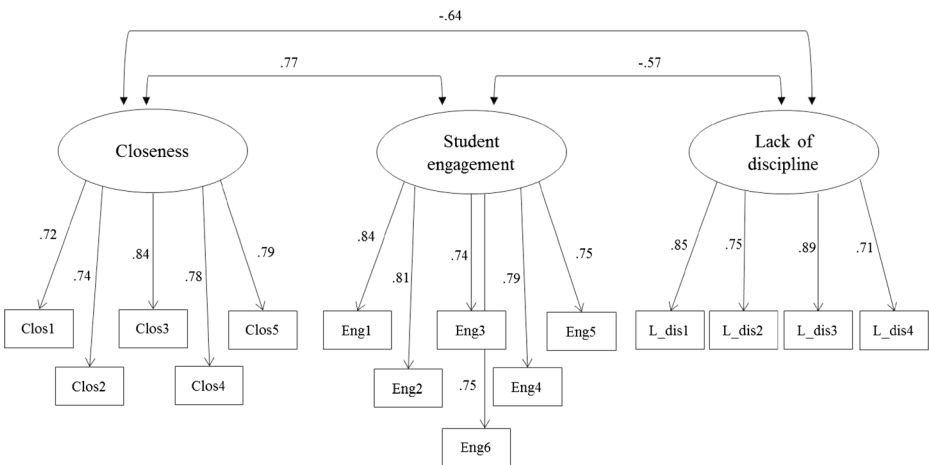 -.64
.77
-.57
Closeness
Student
engagement
Lack of
discipline
.72
.74
.84
.78
.79
.84
.81
.74
.79
.75
.85
.75
.89
.71
Clos1
Clos3
Clos5
Eng1
Eng3
Eng5
L_dis1
L_dis2
L_dis3
L_dis4
Clos2
Clos4
Eng2
.75
Eng4
Eng6